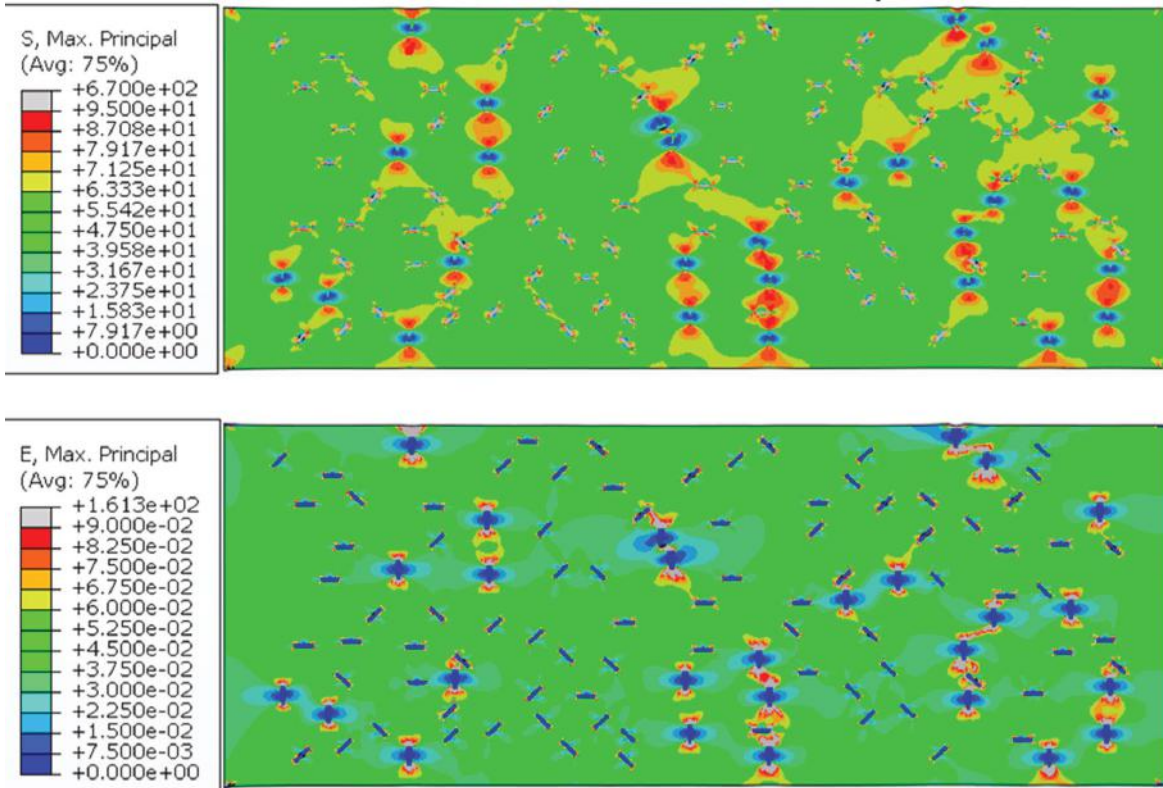 S, Max. Principal
(Avg: 75%)
+6.700e+02
+9.500e+01
+8.708e+01
+7.917e+01
+7.125e+01
+6.333e+01
+5.542e+01
+4.750e+01
+3.958e+01
+3.167e+01
+2.375e+01
+1.583e+01
+7.917e+00
+0.000e+00
E, Max. Principal
(Avg: 75%)
+1.613e+02
+9.000e-02
+8.250e-02
+7.500e-02
+6.750e-02
+6.000e-02
+5.250e-02
+4.500e-02
+3.750e-02
+3.000e-02
+2.250e-02
+1.500e-02
+7.500e-03
+0.000e+00